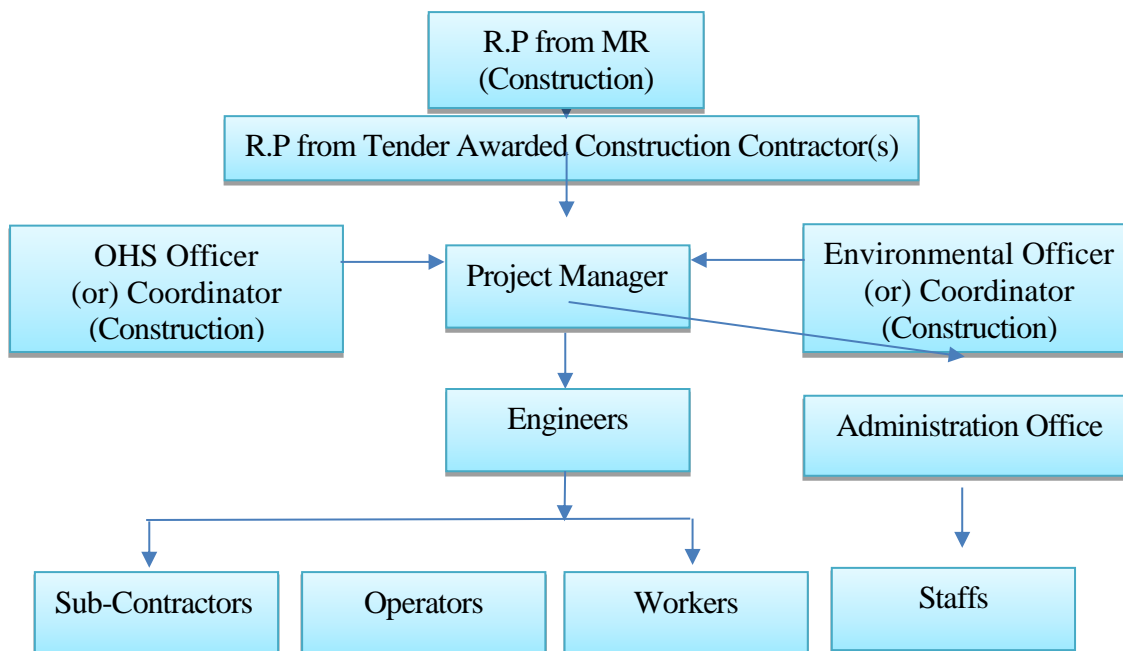 R.P from MR
(Construction)
R.P from Tender Awarded Construction Contractor(s)
OHS Officer
(or) Coordinator
(Construction)
Project Manager
Environmental Officer
(or) Coordinator
(Construction)
Engineers
Administration Office
Sub-Contractors
Operators
Workers
Staffs